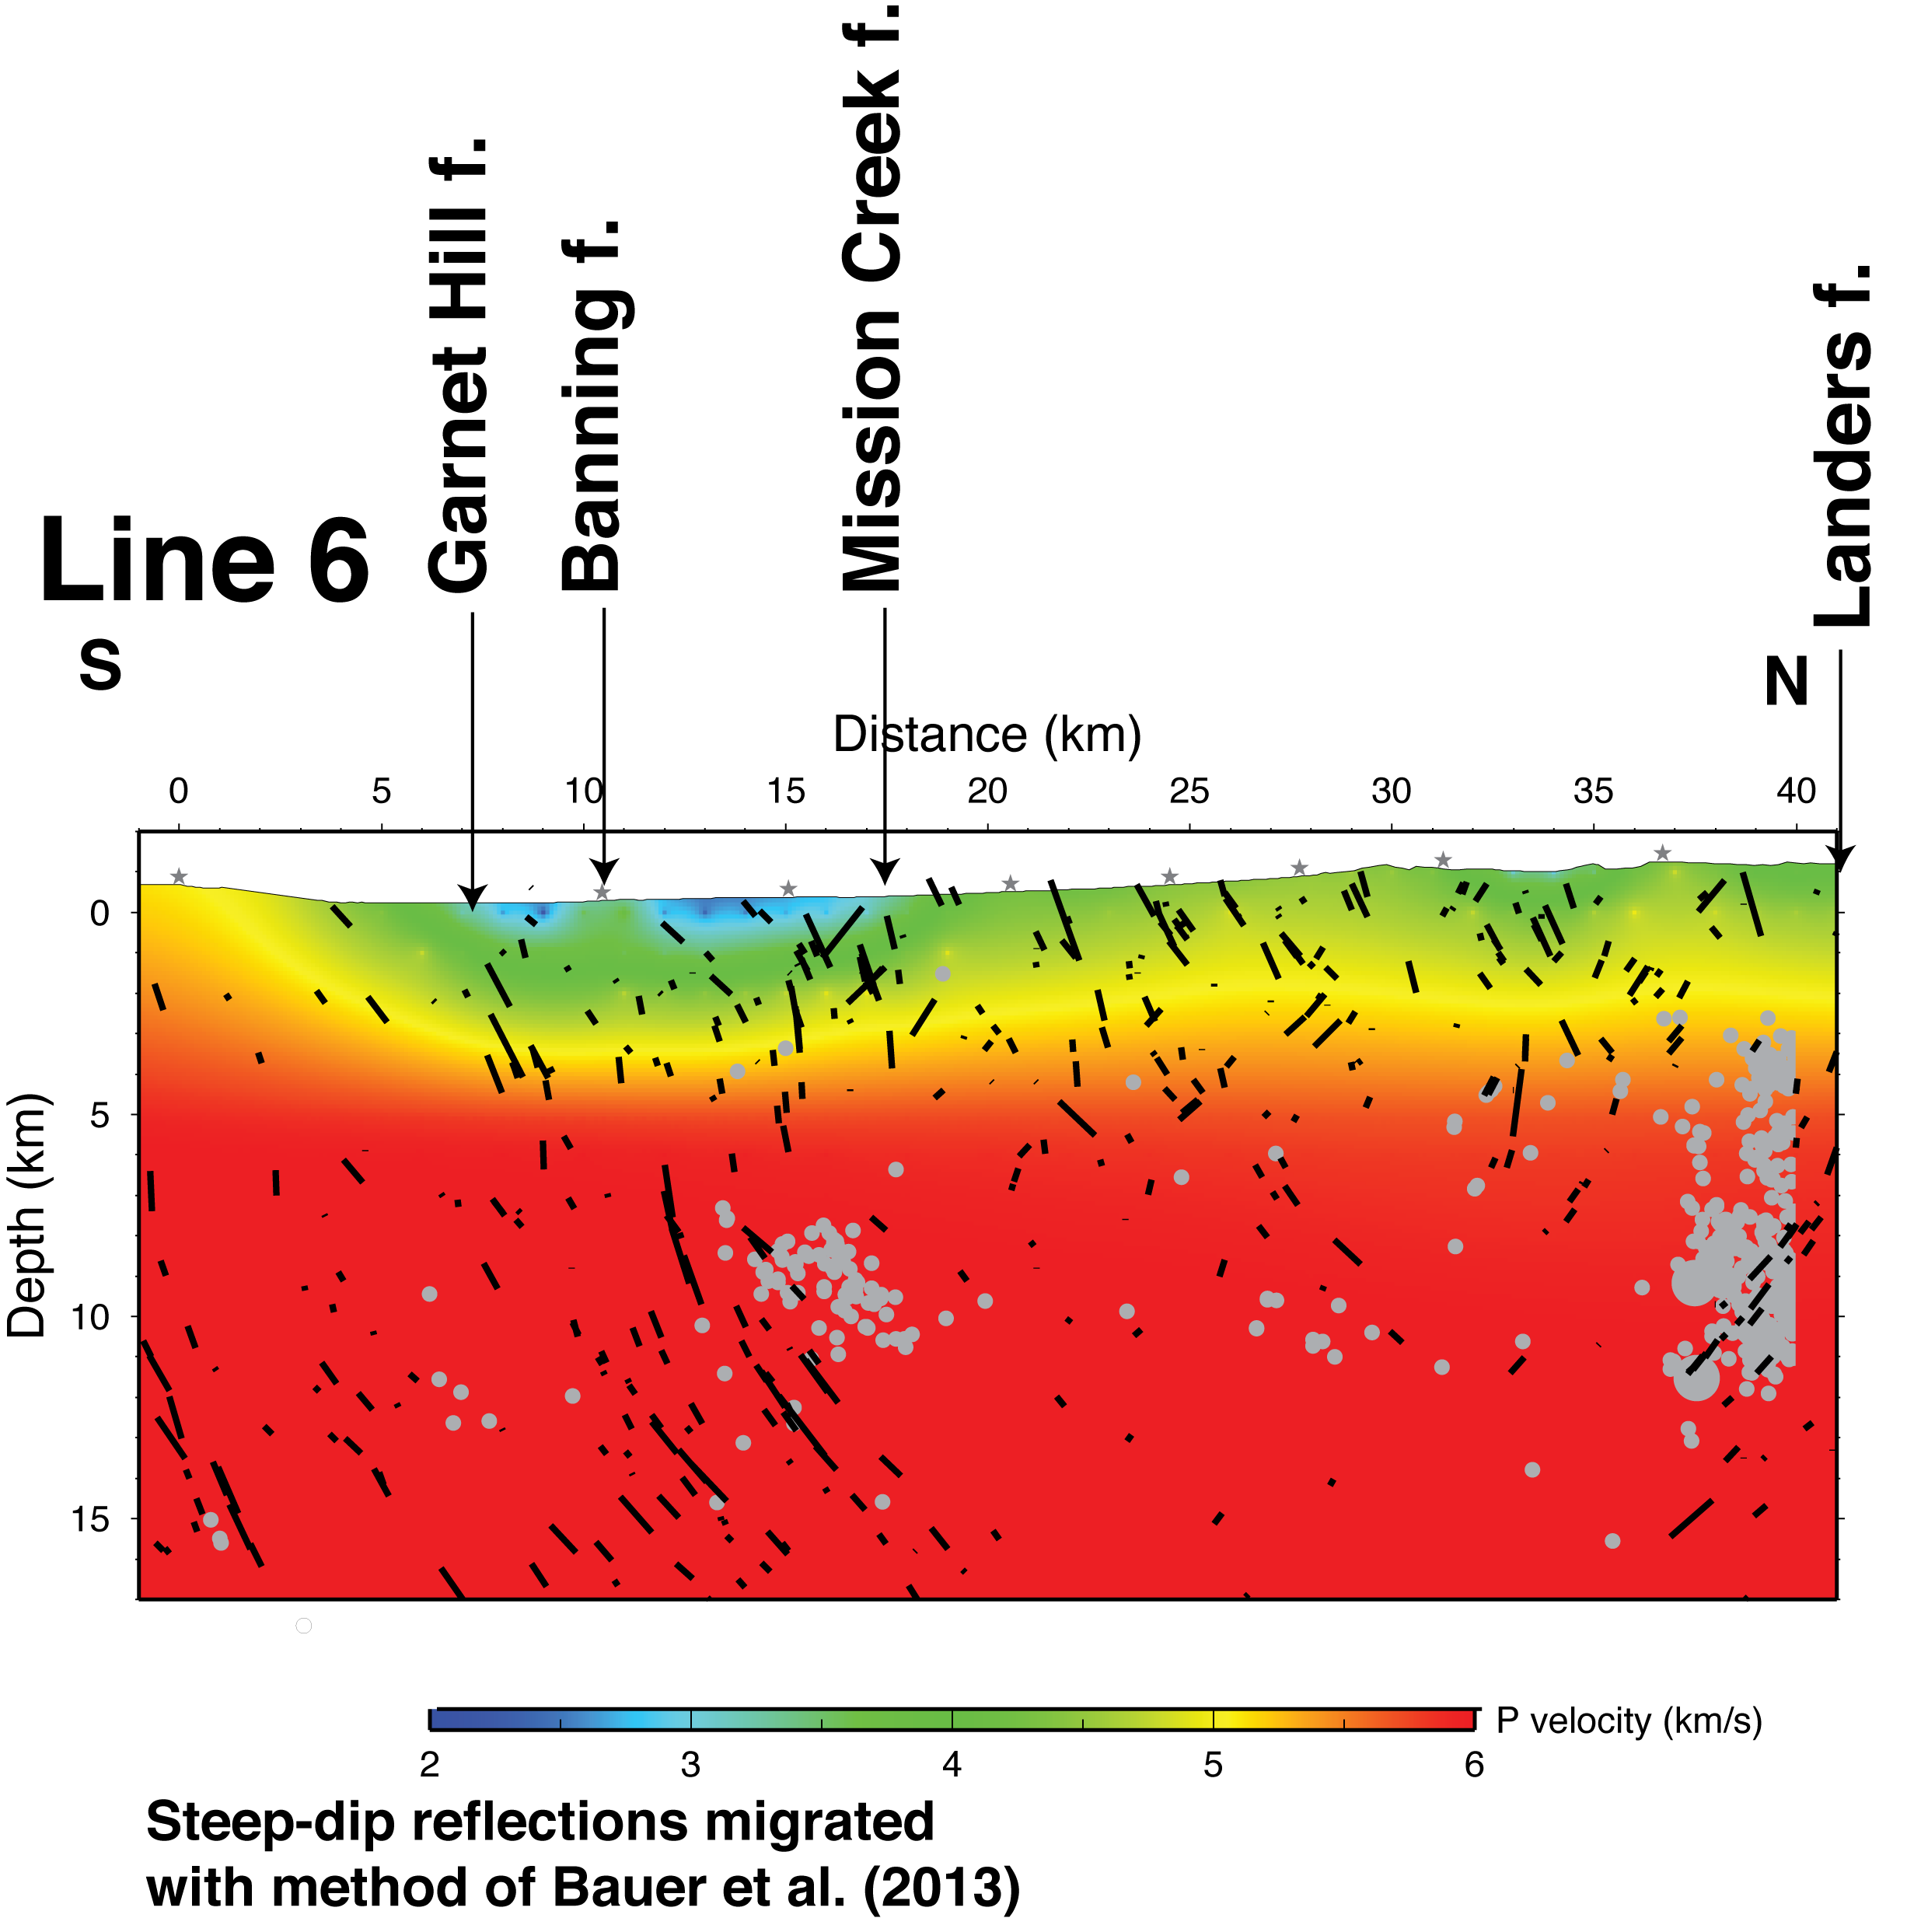 Garnet Hill f.
Banning f.
Mission Creek f.
Landers f.
Line 6
S
N
Distance (km)
0 5 10 15 20 25 30 35 40
Depth (km)
0
5
10
15
P velocity (km/s)
2 3 4 5 6
Steep-dip reflections migrated
with method of Bauer et al. (2013)